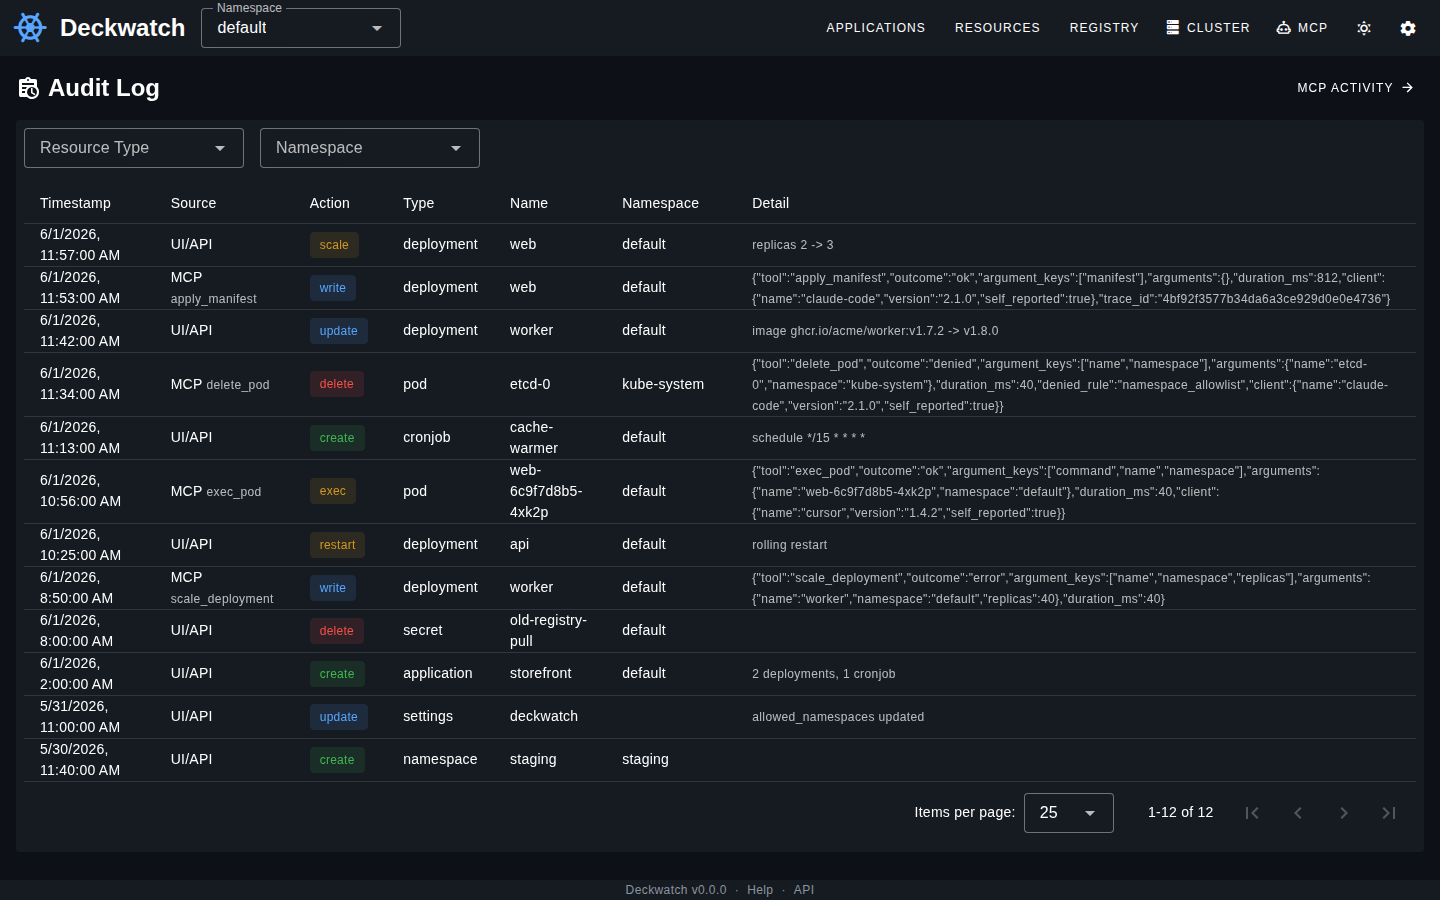 Deckwatch
Namespace
default
APPLICATIONS RESOURCES REGISTRY CLUSTER MCP
Audit Log
MCP ACTIVITY
Resource Type
Namespace
Timestamp Source Action Type Name Namespace Detail
6/1/2026, 11:57:00 AM UI/API scale deployment web default replicas 2 -> 3
6/1/2026, 11:53:00 AM MCP apply_manifest write deployment web default {"tool":"apply_manifest","outcome":"ok","argument_keys":["manifest"],"arguments":{},"duration_ms":812,"client":{"name":"claude-code","version":"2.1.0","self_reported":true},"trace_id":"4bf92f3577b34da6a3ce929d0e0e4736"}
6/1/2026, 11:42:00 AM UI/API update deployment worker default image ghcr.io/acme/worker:v1.7.2 -> v1.8.0
6/1/2026, 11:34:00 AM MCP delete_pod delete pod etcd-0 kube-system {"tool":"delete_pod","outcome":"denied","argument_keys":["name","namespace"],"arguments":{"name":"etcd-0","namespace":"kube-system"},"duration_ms":40,"denied_rule":"namespace_allowlist","client":{"name":"claude-code","version":"2.1.0","self_reported":true}}
6/1/2026, 11:13:00 AM UI/API create cronjob cache-warmer default schedule */15 * * * *
6/1/2026, 10:56:00 AM MCP exec_pod exec pod web-6c9f7d8b5-4xk2p default {"tool":"exec_pod","outcome":"ok","argument_keys":["command","name","namespace"],"arguments":{"name":"web-6c9f7d8b5-4xk2p","namespace":"default"},"duration_ms":40,"client":{"name":"cursor","version":"1.4.2","self_reported":true}}
6/1/2026, 10:25:00 AM UI/API restart deployment api default rolling restart
6/1/2026, 8:50:00 AM MCP scale_deployment write deployment worker default {"tool":"scale_deployment","outcome":"error","argument_keys":["name","namespace","replicas"],"arguments":{"name":"worker","namespace":"default","replicas":40},"duration_ms":40}
6/1/2026, 8:00:00 AM UI/API delete secret old-registry-pull default
6/1/2026, 2:00:00 AM UI/API create application storefront default 2 deployments, 1 cronjob
5/31/2026, 11:00:00 AM UI/API update settings deckwatch allowed_namespaces updated
5/30/2026, 11:40:00 AM UI/API create namespace staging staging
Items per page: 25 1-12 of 12
Deckwatch v0.0.0 · Help · API